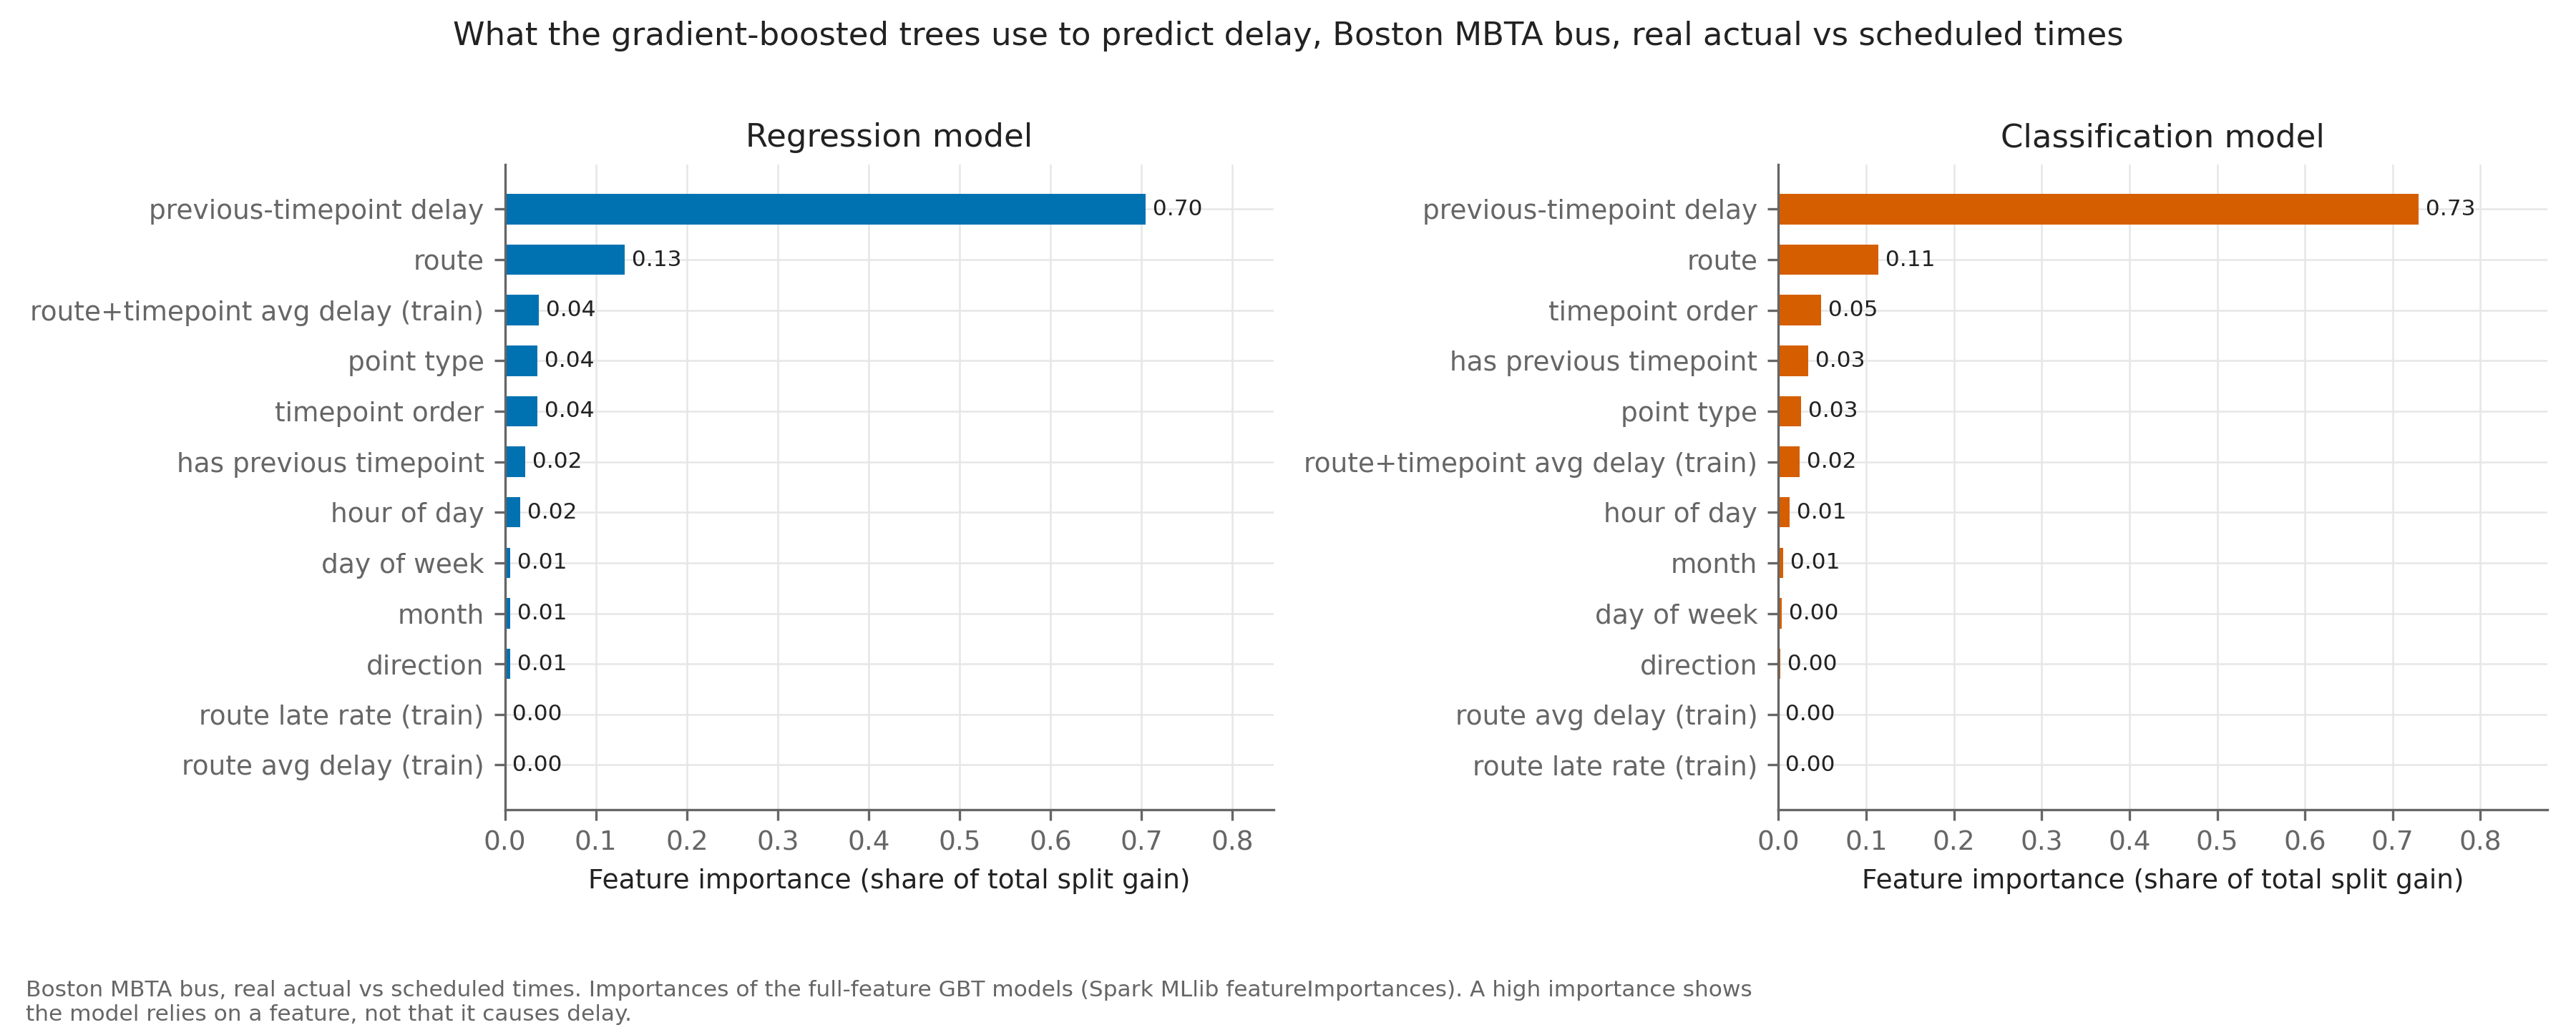 What the gradient-boosted trees use to predict delay, Boston MBTA bus, real actual vs scheduled times
Regression model
previous-timepoint delay 0.70
route 0.13
route+timepoint avg delay (train) 0.04
point type 0.04
timepoint order 0.04
has previous timepoint 0.02
hour of day 0.02
day of week 0.01
month 0.01
direction 0.01
route late rate (train) 0.00
route avg delay (train) 0.00
0.0 0.1 0.2 0.3 0.4 0.5 0.6 0.7 0.8
Feature importance (share of total split gain)
Classification model
previous-timepoint delay 0.73
route 0.11
timepoint order 0.05
has previous timepoint 0.03
point type 0.03
route+timepoint avg delay (train) 0.02
hour of day 0.01
month 0.01
day of week 0.00
direction 0.00
route avg delay (train) 0.00
route late rate (train) 0.00
0.0 0.1 0.2 0.3 0.4 0.5 0.6 0.7 0.8
Feature importance (share of total split gain)
Boston MBTA bus, real actual vs scheduled times. Importances of the full-feature GBT models (Spark MLlib featureImportances). A high importance shows
the model relies on a feature, not that it causes delay.